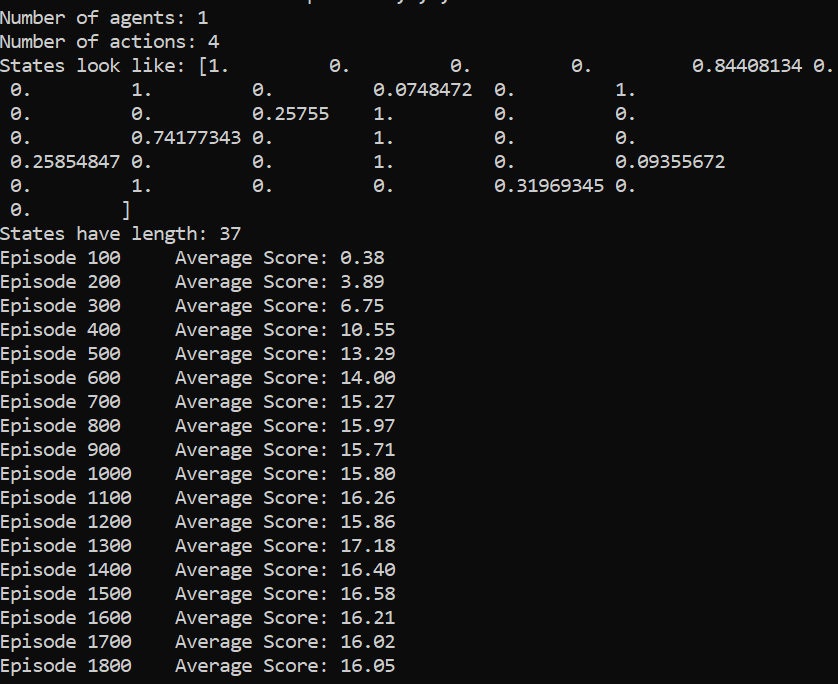 Number of agents: 1
Number of actions: 4
States look like: [1.         0.         0.         0.         0.84408134 0.
 0.         1.         0.         0.0748472  0.         1.
 0.         0.         0.25755    1.         0.         0.
 0.         0.74177343 0.         1.         0.         0.
 0.25854847 0.         0.         1.         0.         0.09355672
 0.         1.         0.         0.         0.31969345 0.
 0.        ]
States have length: 37
Episode 100     Average Score: 0.38
Episode 200     Average Score: 3.89
Episode 300     Average Score: 6.75
Episode 400     Average Score: 10.55
Episode 500     Average Score: 13.29
Episode 600     Average Score: 14.00
Episode 700     Average Score: 15.27
Episode 800     Average Score: 15.97
Episode 900     Average Score: 15.71
Episode 1000    Average Score: 15.80
Episode 1100    Average Score: 16.26
Episode 1200    Average Score: 15.86
Episode 1300    Average Score: 17.18
Episode 1400    Average Score: 16.40
Episode 1500    Average Score: 16.58
Episode 1600    Average Score: 16.21
Episode 1700    Average Score: 16.02
Episode 1800    Average Score: 16.05